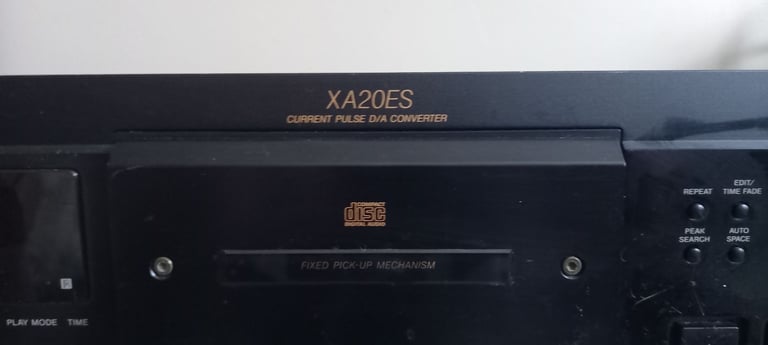 XA20ES
CURRENT PULSE D/A CONVERTER
COMPACT
disc
DIGITAL AUDIO
FIXED PICK-UP MECHANISM
REPEAT
EDIT/
TIME FADE
PEAK
SEARCH
AUTO
SPACE
PLAY MODE TIME